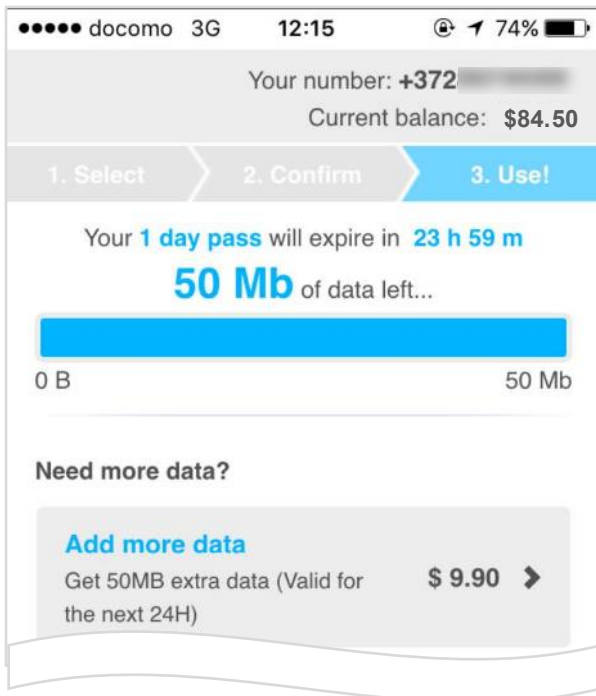 docomo 3G 12:15 74%
Your number: +372
Current balance: $84.50
1. Select 2. Confirm 3. Use!
Your 1 day pass will expire in 23 h 59 m
50 Mb of data left...
0 B 50 Mb
Need more data?
Add more data
Get 50MB extra data (Valid for
the next 24H)
$ 9.90